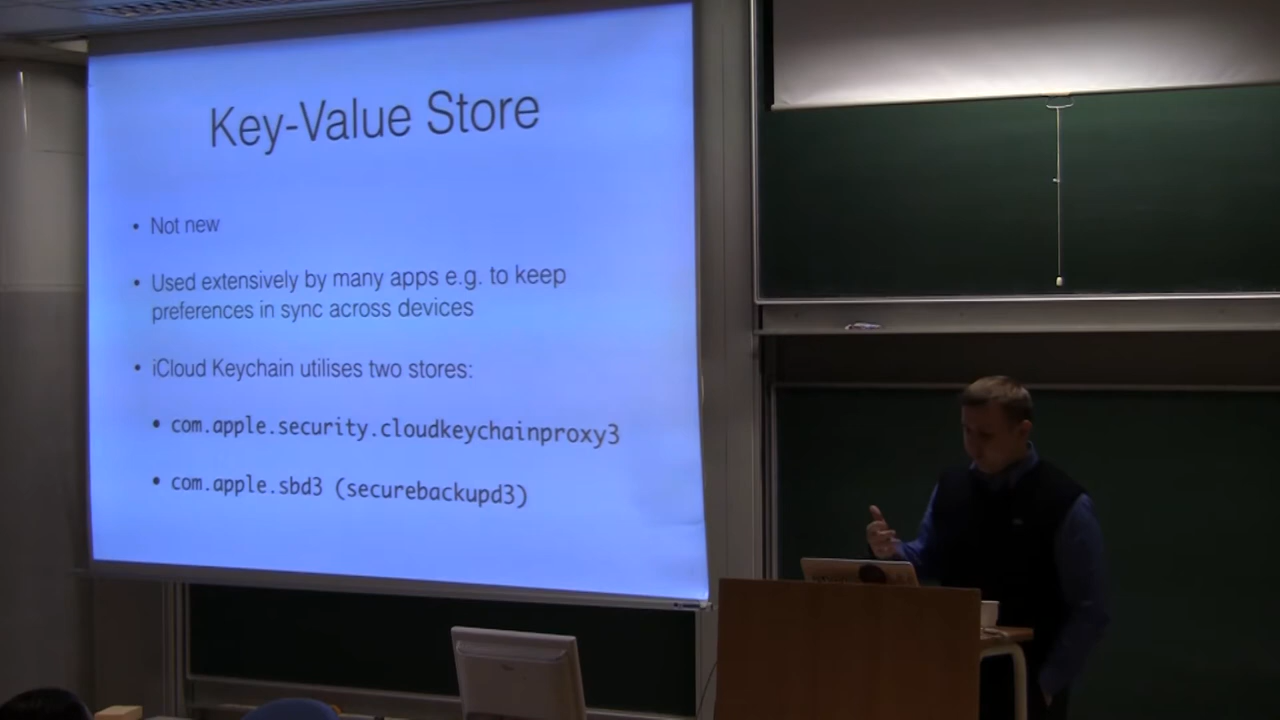 Key-Value Store
• Not new
• Used extensively by many apps e.g. to keep
preferences in sync across devices
• iCloud Keychain utilises two stores:
• com.apple.security.cloudkeychainproxy3
• com.apple.sbd3 (securebackupd3)